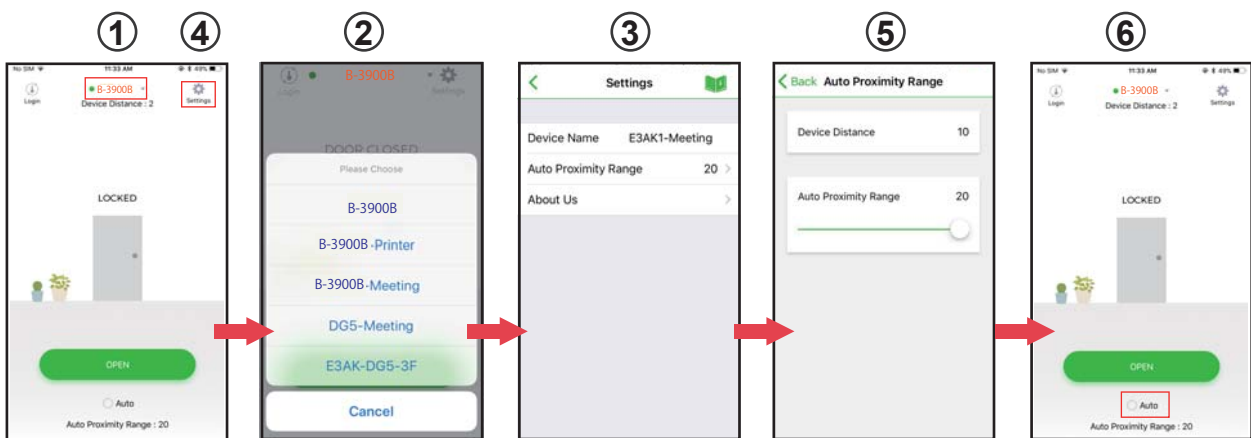 ① ④ ② ③ ⑤ ⑥
No SIM 11:33 AM 49%
Login B-3900B Settings
Device Distance : 2
LOCKED
OPEN
Auto
Auto Proximity Range : 20
B-3900B
Login Settings
DOOR CLOSED
Please Choose
B-3900B
B-3900B-Printer
B-3900B-Meeting
DG5-Meeting
E3AK-DG5-3F
Cancel
Settings
Device Name E3AK1-Meeting
Auto Proximity Range 20 >
About Us >
Back Auto Proximity Range
Device Distance 10
Auto Proximity Range 20
No SIM 11:33 AM 49%
Login B-3900B Settings
Device Distance : 2
LOCKED
OPEN
Auto
Auto Proximity Range : 20